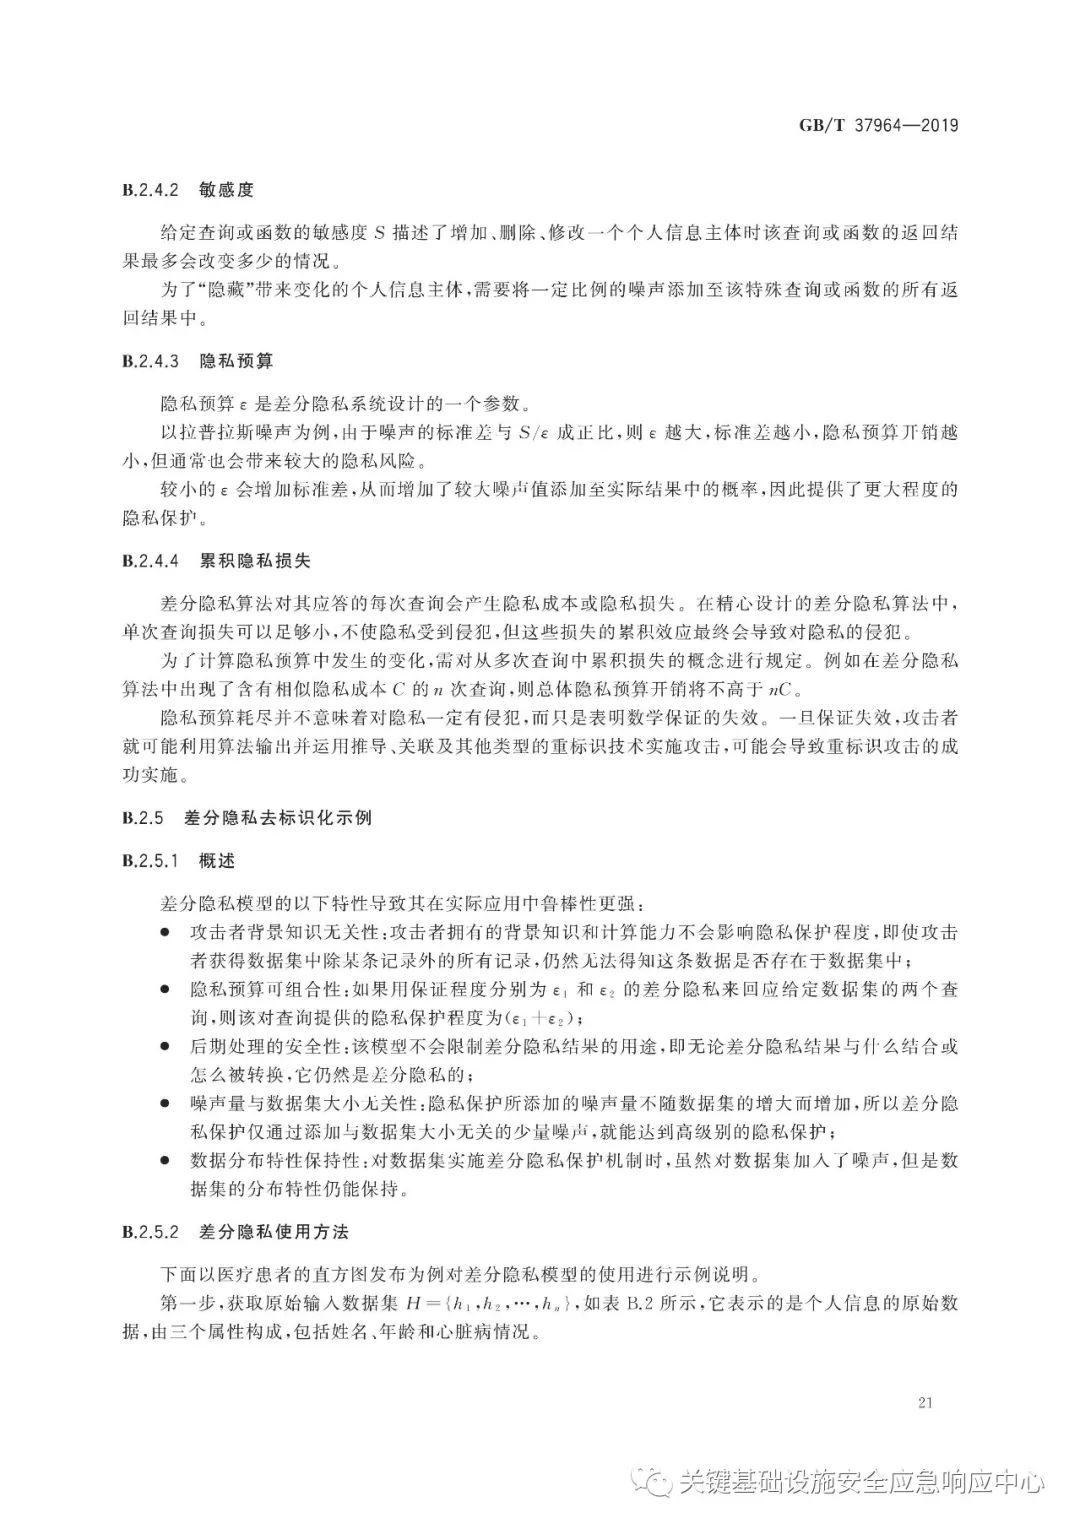 GB/T 37964—2019
B.2.4.2 敏感度
给定查询或函数的敏感度 S 描述了增加、删除、修改一个个人信息主体时该查询或函数的返回结
果最多会改变多少的情况。
为了“隐藏”带来变化的个人信息主体,需要将一定比例的噪声添加至该特殊查询或函数的所有返
回结果中。
B.2.4.3 隐私预算
隐私预算 ε 是差分隐私系统设计的一个参数。
以拉普拉斯噪声为例,由于噪声的标准差与 S/ε 成正比,则 ε 越大,标准差越小,隐私预算开销越
小,但通常也会带来较大的隐私风险。
较小的 ε 会增加标准差,从而增加了较大噪声值添加至实际结果中的概率,因此提供了更大程度的
隐私保护。
B.2.4.4 累积隐私损失
差分隐私算法对其应答的每次查询会产生隐私成本或隐私损失。在精心设计的差分隐私算法中,
单次查询损失可以足够小,不使隐私受到侵犯,但这些损失的累积效应最终会导致对隐私的侵犯。
为了计算隐私预算中发生的变化,需对从多次查询中累积损失的概念进行规定。例如在差分隐私
算法中出现了含有相似隐私成本 C 的 n 次查询,则总体隐私预算开销将不高于 nC。
隐私预算耗尽并不意味着对隐私一定有侵犯,而只是表明数学保证的失效。一旦保证失效,攻击者
就可能利用算法输出并运用推导、关联及其他类型的重标识技术实施攻击,可能会导致重标识攻击的成
功实施。
B.2.5 差分隐私去标识化示例
B.2.5.1 概述
差分隐私模型的以下特性导致其在实际应用中鲁棒性更强:
● 攻击者背景知识无关性:攻击者拥有的背景知识和计算能力不会影响隐私保护程度,即使攻击
者获得数据集中除某条记录外的所有记录,仍然无法得知这条数据是否存在于数据集中;
● 隐私预算可组合性:如果用保证程度分别为 ε₁ 和 ε₂ 的差分隐私来回应给定数据集的两个查
询,则该对查询提供的隐私保护程度为(ε₁+ε₂);
● 后期处理的安全性:该模型不会限制差分隐私结果的用途,即无论差分隐私结果与什么结合或
怎么被转换,它仍然是差分隐私的;
● 噪声量与数据集大小无关性:隐私保护所添加的噪声量不随数据集的增大而增加,所以差分隐
私保护仅通过添加与数据集大小无关的少量噪声,就能达到高级别的隐私保护;
● 数据分布特性保持性:对数据集实施差分隐私保护机制时,虽然对数据集加入了噪声,但是数
据集的分布特性仍能保持。
B.2.5.2 差分隐私使用方法
下面以医疗患者的直方图发布为例对差分隐私模型的使用进行示例说明。
第一步,获取原始输入数据集 H={h₁,h₂,…,hₙ},如表 B.2 所示,它表示的是个人信息的原始数
据,由三个属性构成,包括姓名、年龄和心脏病情况。
21
关键基础设施安全应急响应中心